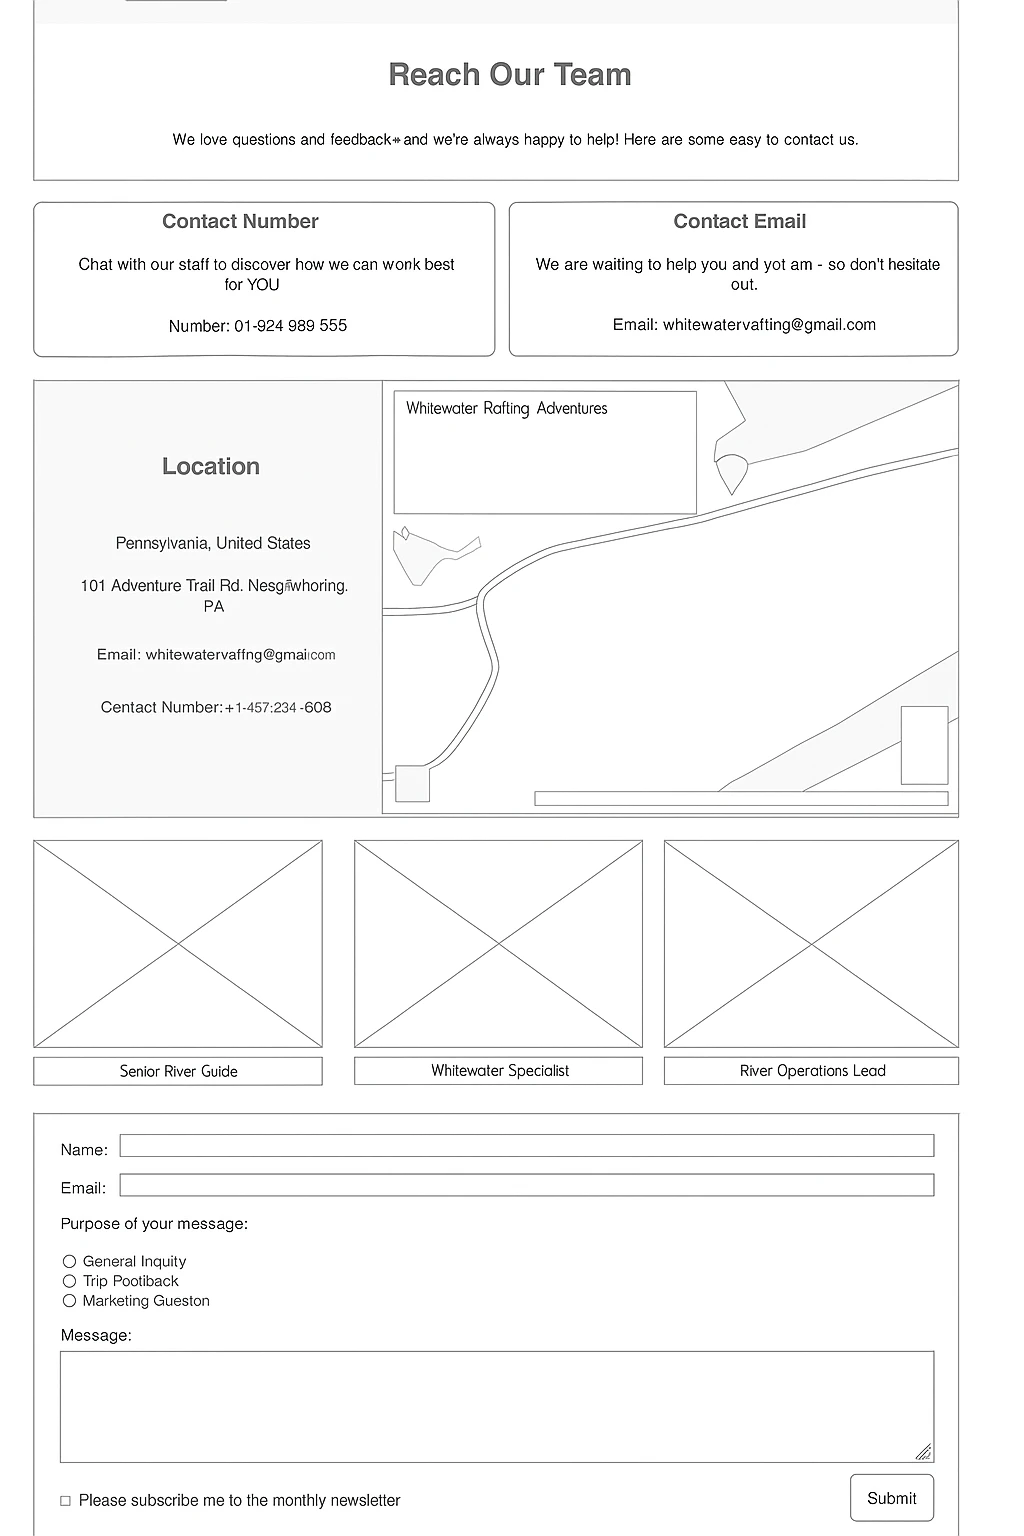 Reach Our Team
We love questions and feedback and we're always happy to help! Here are some easy to contact us.
Contact Number
Chat with our staff to discover how we can wonk best
for YOU
Number: 01-924 989 555
Contact Email
We are waiting to help you and yot am - so don't hesitate
out.
Email: whitewatervafting@gmail.com
Location
Pennsylvania, United States
101 Adventure Trail Rd.
PA
Email: whitewatervaffng@gmai.com
Centact Number:+1-457:234-608
Whitewater Rafting Adventures
Senior River Guide
Whitewater Specialist
River Operations Lead
Name:
Email:
Purpose of your message:
General Inquity
Trip Pootiback
Marketing Gueston
Message:
Please subscribe me to the monthly newsletter
Submit